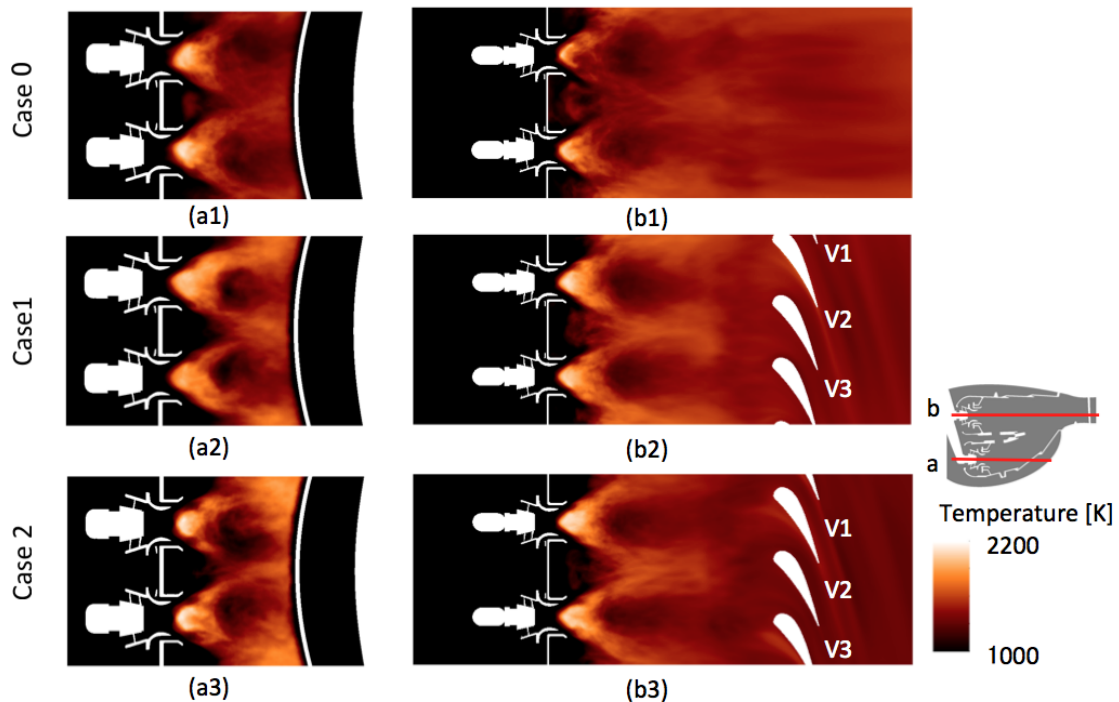 Case 0
(a1)
(b1)
Case1
V1
V2
V3
(a2)
(b2)
b
a
Case 2
V1
V2
V3
(a3)
(b3)
Temperature [K]
2200
1000